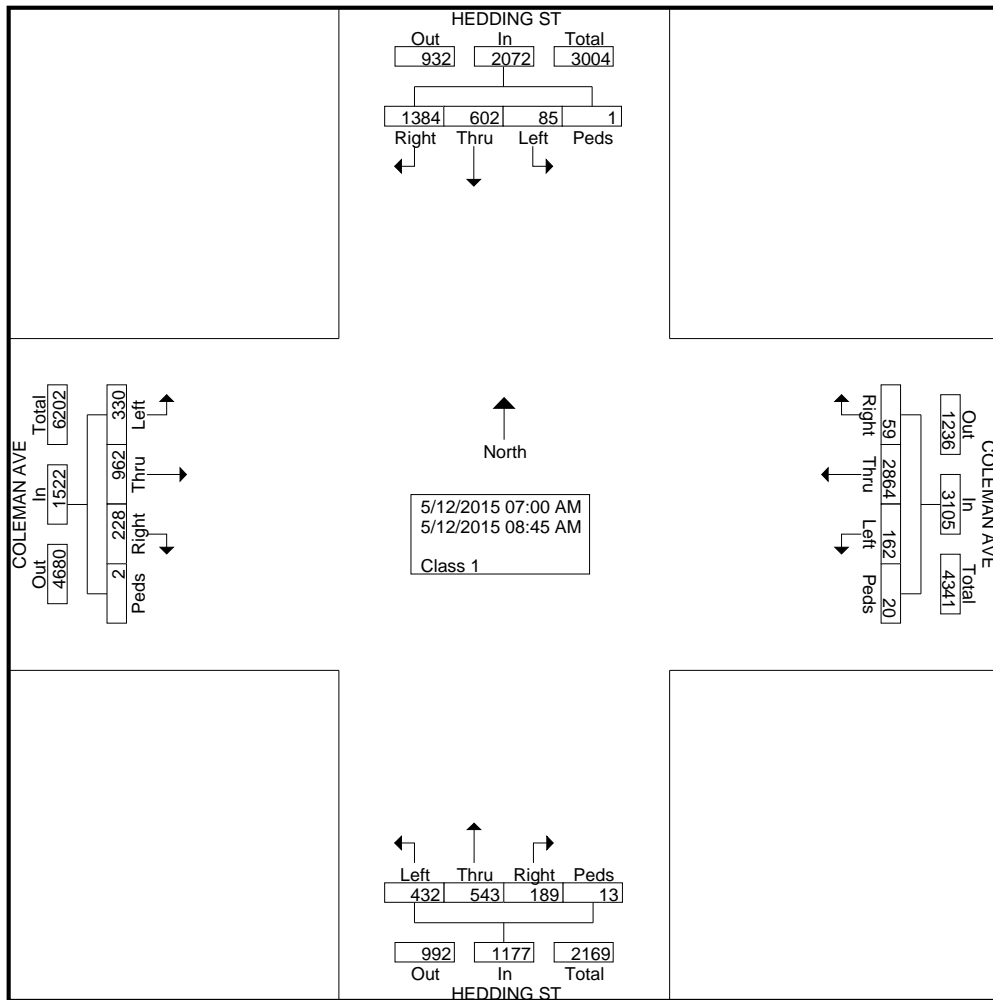 HEDDING ST
Out In Total
932 2072 3004
1384 602 85 1
Right Thru Left Peds
COLEMAN AVE
Total In Out
6202 1522 4680
330 962 228 2
Left Thru Right Peds
North
5/12/2015 07:00 AM
5/12/2015 08:45 AM
Class 1
Right Thru Left Peds
59 2864 162 20
Out In Total
1236 3105 4341
COLEMAN AVE
Left Thru Right Peds
432 543 189 13
992 1177 2169
Out In Total
HEDDING ST